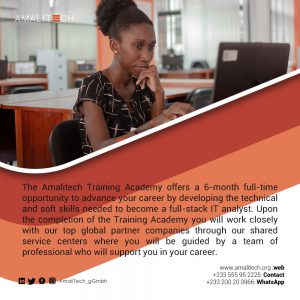 AMALITECH
The Amalitech Training Academy offers a 6-month full-time
opportunity to advance your career by developing the technical
and soft skills needed to become a full-stack IT analyst. Upon
the completion of the Training Academy you will work closely
with our top global partner companies through our shared
service centers where you will be guided by a team of
professional who will support you in your career.
www.amalitech.org :web
+233 555 95 2225: Contact
AmaliTech_gGmbh
+233 200 20 0966: WhatsApp